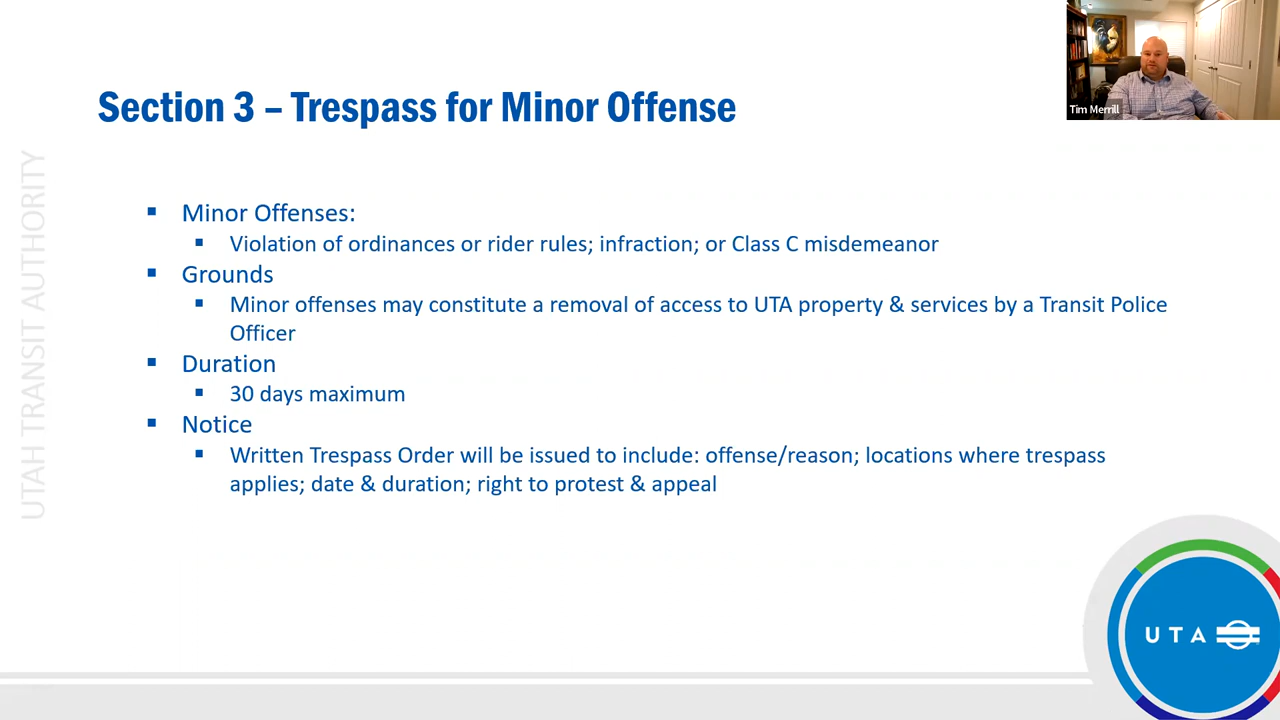 Section 3 – Trespass for Minor Offense
Tim Merrill
UTAH TRANSIT AUTHORITY
Minor Offenses:
Violation of ordinances or rider rules; infraction; or Class C misdemeanor
Grounds
Minor offenses may constitute a removal of access to UTA property & services by a Transit Police
Officer
Duration
30 days maximum
Notice
Written Trespass Order will be issued to include: offense/reason; locations where trespass
applies; date & duration; right to protest & appeal
UTA